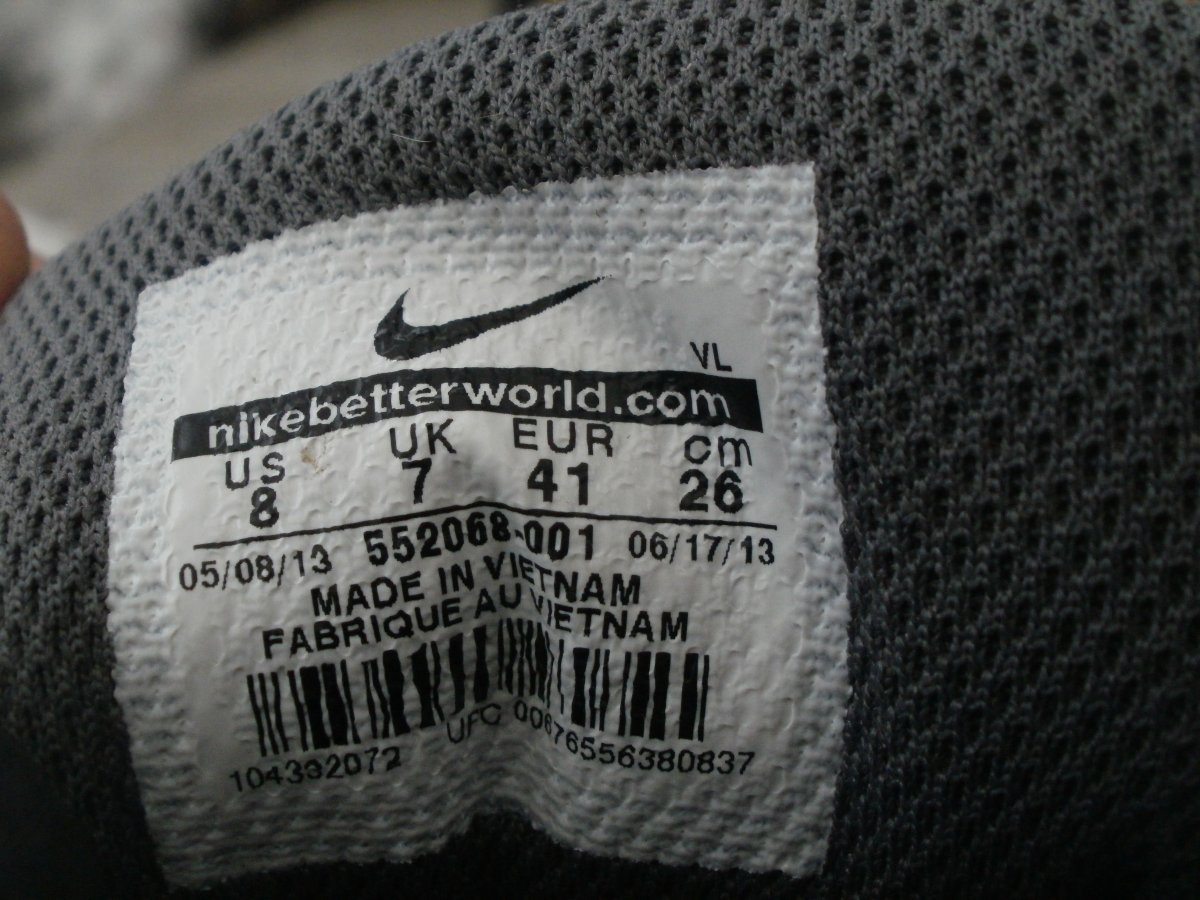 VL
nikebetterworld.com
US UK EUR cm
8 7 41 26
05/08/13 552068-001 06/17/13
MADE IN VIETNAM
FABRIQUE AU VIETNAM
104332072 UFC 00676556380837